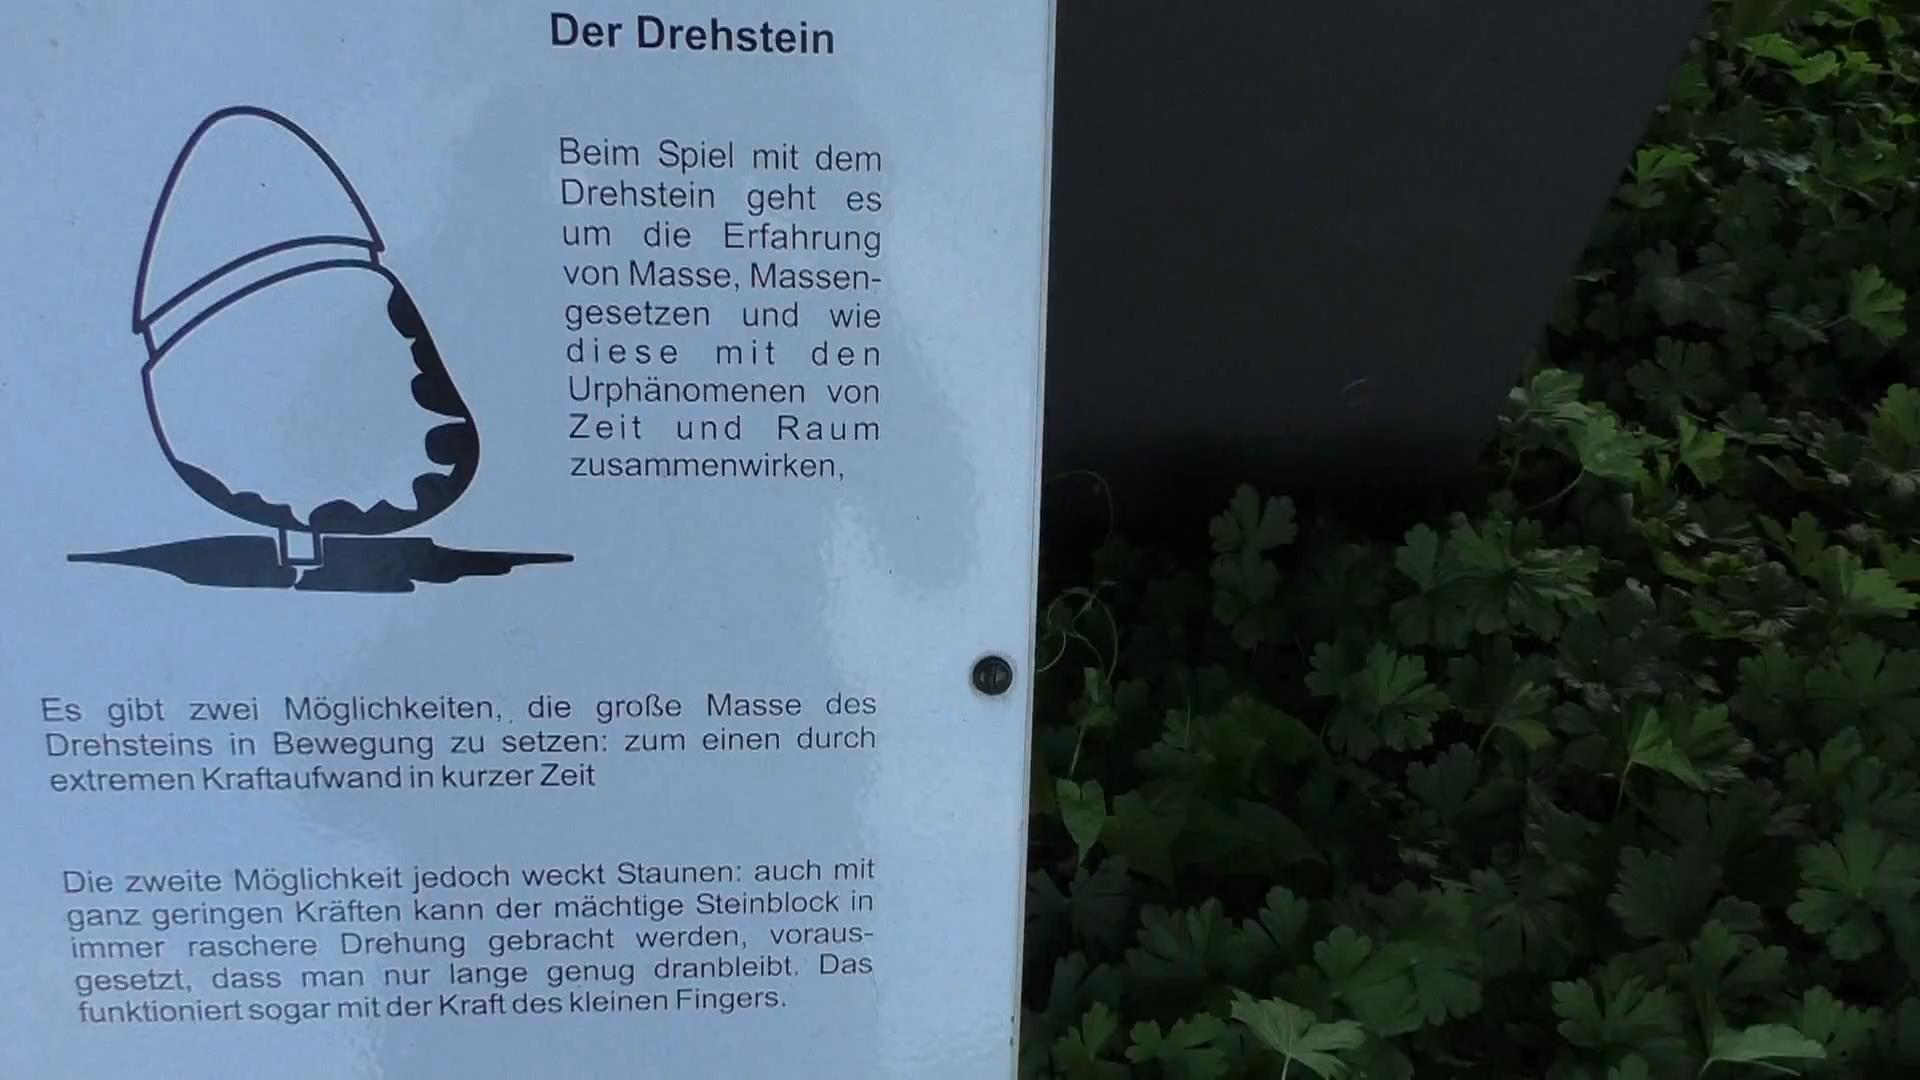 Der Drehstein
Beim Spiel mit dem
Drehstein geht es
um die Erfahrung
von Masse, Massen-
gesetzen und wie
diese mit den
Urphänomenen von
Zeit und Raum
zusammenwirken,
Es gibt zwei Möglichkeiten, die große Masse des
Drehsteins in Bewegung zu setzen: zum einen durch
extremen Kraftaufwand in kurzer Zeit
Die zweite Möglichkeit jedoch weckt Staunen: auch mit
ganz geringen Kräften kann der mächtige Steinblock in
immer raschere Drehung gebracht werden, voraus-
gesetzt, dass man nur lange genug dranbleibt. Das
funktioniert sogar mit der Kraft des kleinen Fingers.